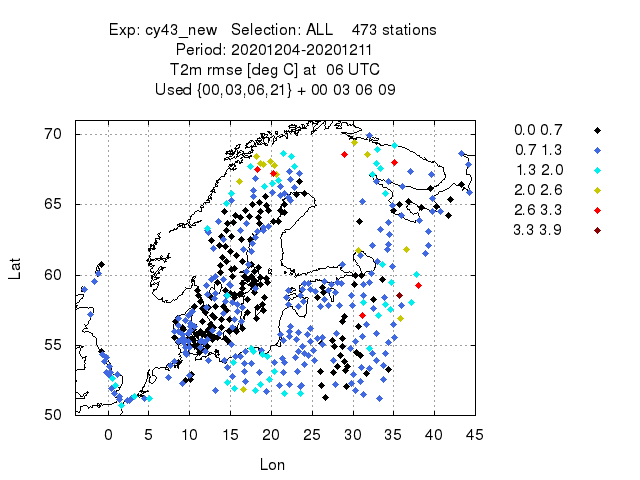 Exp: cy43_new   Selection: ALL    473 stations
Period: 20201204-20201211
T2m rmse [deg C] at  06 UTC
Used {00,03,06,21} + 00 03 06 09
70
65
60
55
50
Lat
0 5 10 15 20 25 30 35 40 45
Lon
0.0 0.7
0.7 1.3
1.3 2.0
2.0 2.6
2.6 3.3
3.3 3.9